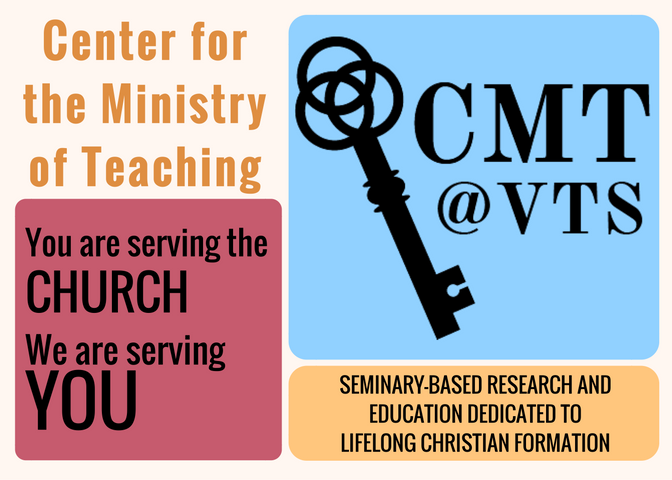 Center for
the Ministry
of Teaching
CMT
@VTS
You are serving the
CHURCH
We are serving
YOU
SEMINARY-BASED RESEARCH AND
EDUCATION DEDICATED TO
LIFELONG CHRISTIAN FORMATION